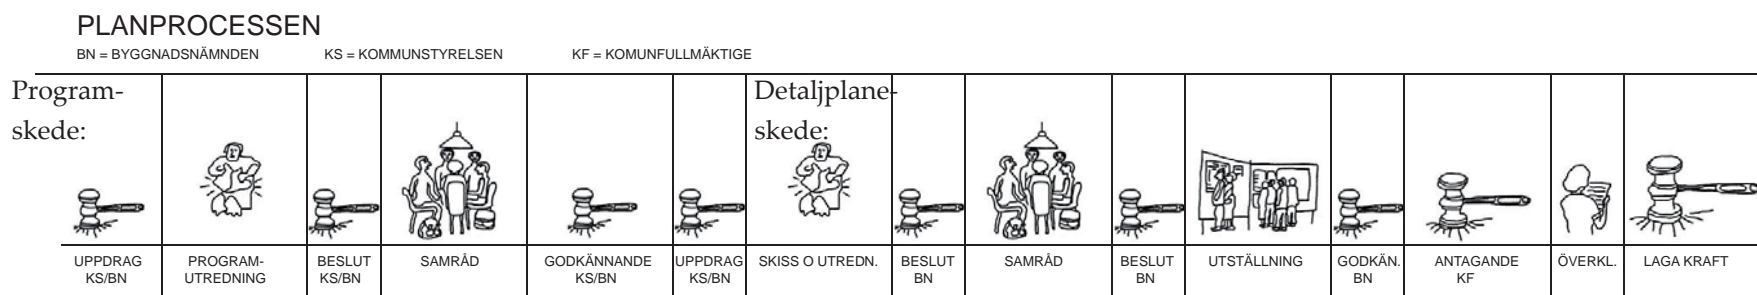 PLANPROCESSEN
BN = BYGGNADSNÄMNDEN KS = KOMMUNSTYRELSEN KF = KOMUNFULLMÄKTIGE
Program-
skede:
Detaljplane-
skede:
UPPDRAG
KS/BN
PROGRAM-
UTREDNING
BESLUT
KS/BN
SAMRÅD
GODKÄNNANDE
KS/BN
UPPDRAG
KS/BN
SKISS O UTREDN.
BESLUT
BN
SAMRÅD
BESLUT
BN
UTSTÄLLNING
GODKÄN.
BN
ANTAGANDE
KF
ÖVERKL.
LAGA KRAFT